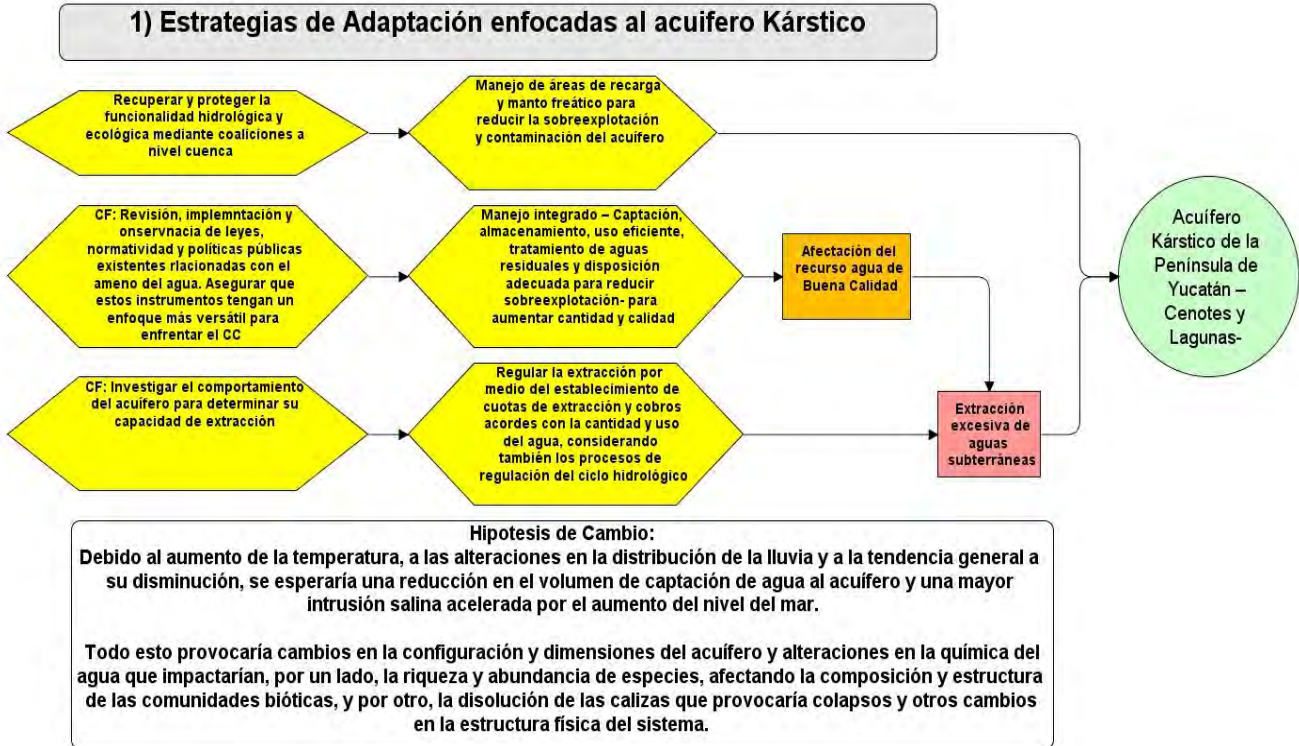 1) Estrategias de Adaptación enfocadas al acuifero Kárstico
Recuperar y proteger la
funcionalidad hidrológica y
ecológica mediante coaliciones a
nivel cuenca
Manejo de áreas de recarga
y manto freático para
reducir la sobreexplotación
y contaminación del acuífero
CF: Revisión, implemntación y
onservnacia de leyes,
normatividad y políticas públicas
existentes rlacionadas con el
ameno del agua. Asegurar que
estos instrumentos tengan un
enfoque más versátil para
enfrentar el CC
Manejo integrado – Captación,
almacenamiento, uso eficiente,
tratamiento de aguas
residuales y disposición
adecuada para reducir
sobreexplotación- para
aumentar cantidad y calidad
Afectación del
recurso agua de
Buena Calidad
Acuífero
Kárstico de la
Península de
Yucatán –
Cenotes y
Lagunas-
CF: Investigar el comportamiento
del acuífero para determinar su
capacidad de extracción
Regular la extracción por
medio del establecimiento de
cuotas de extracción y cobros
acordes con la cantidad y uso
del agua, considerando
también los procesos de
regulación del ciclo hidrológico
Extracción
excesiva de
aguas
subterráneas
Hipotesis de Cambio:
Debido al aumento de la temperatura, a las alteraciones en la distribución de la lluvia y a la tendencia general a
su disminución, se esperaría una reducción en el volumen de captación de agua al acuífero y una mayor
intrusión salina acelerada por el aumento del nivel del mar.
Todo esto provocaría cambios en la configuración y dimensiones del acuífero y alteraciones en la química del
agua que impactarían, por un lado, la riqueza y abundancia de especies, afectando la composición y estructura
de las comunidades bióticas, y por otro, la disolución de las calizas que provocaría colapsos y otros cambios
en la estructura física del sistema.